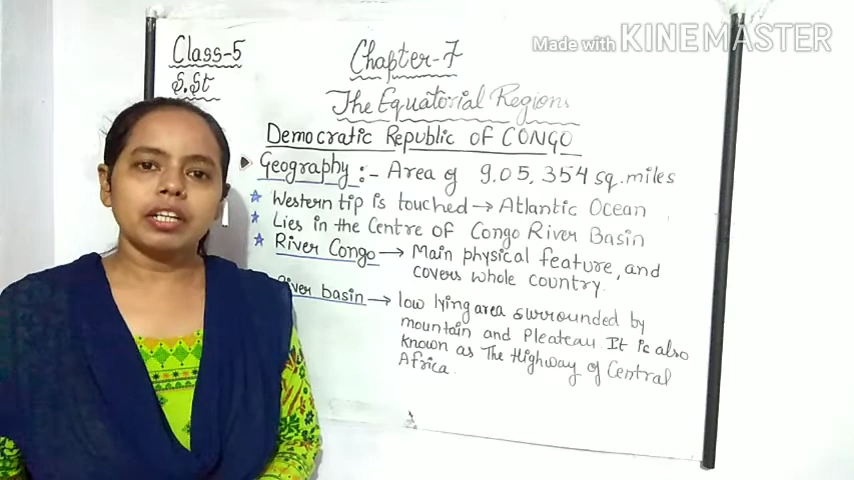 Made with KINEMASTER
Class-5
S.St
Chapter-7
The Equatorial Regions
Democratic Republic OF CONGO
Geography :- Area of 9,05,354 sq.miles
Western tip is touched → Atlantic Ocean
Lies in the Centre of Congo River Basin
River Congo → Main physical feature, and
covers whole country.
River basin → low lying area surrounded by
mountain and Pleateau. It is also
known as The Highway of Central
Africa.